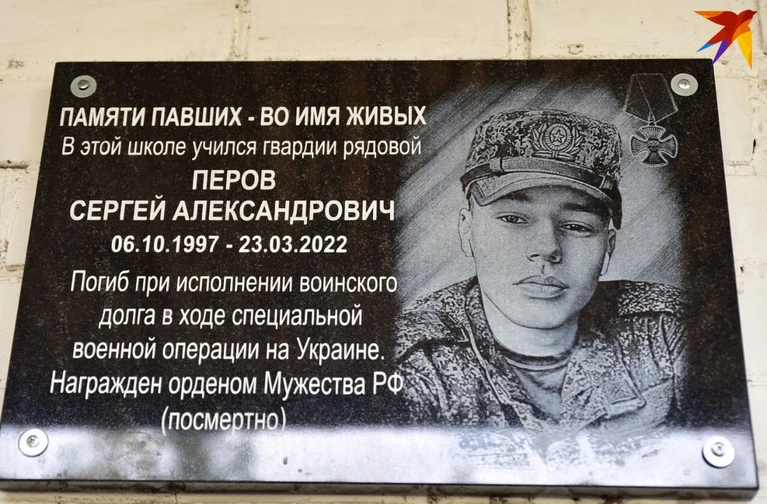 ПАМЯТИ ПАВШИХ - ВО ИМЯ ЖИВЫХ
В этой школе учился гвардии рядовой
ПЕРОВ
СЕРГЕЙ АЛЕКСАНДРОВИЧ
06.10.1997 - 23.03.2022
Погиб при исполнении воинского
долга в ходе специальной
военной операции на Украине.
Награжден орденом Мужества РФ
(посмертно)